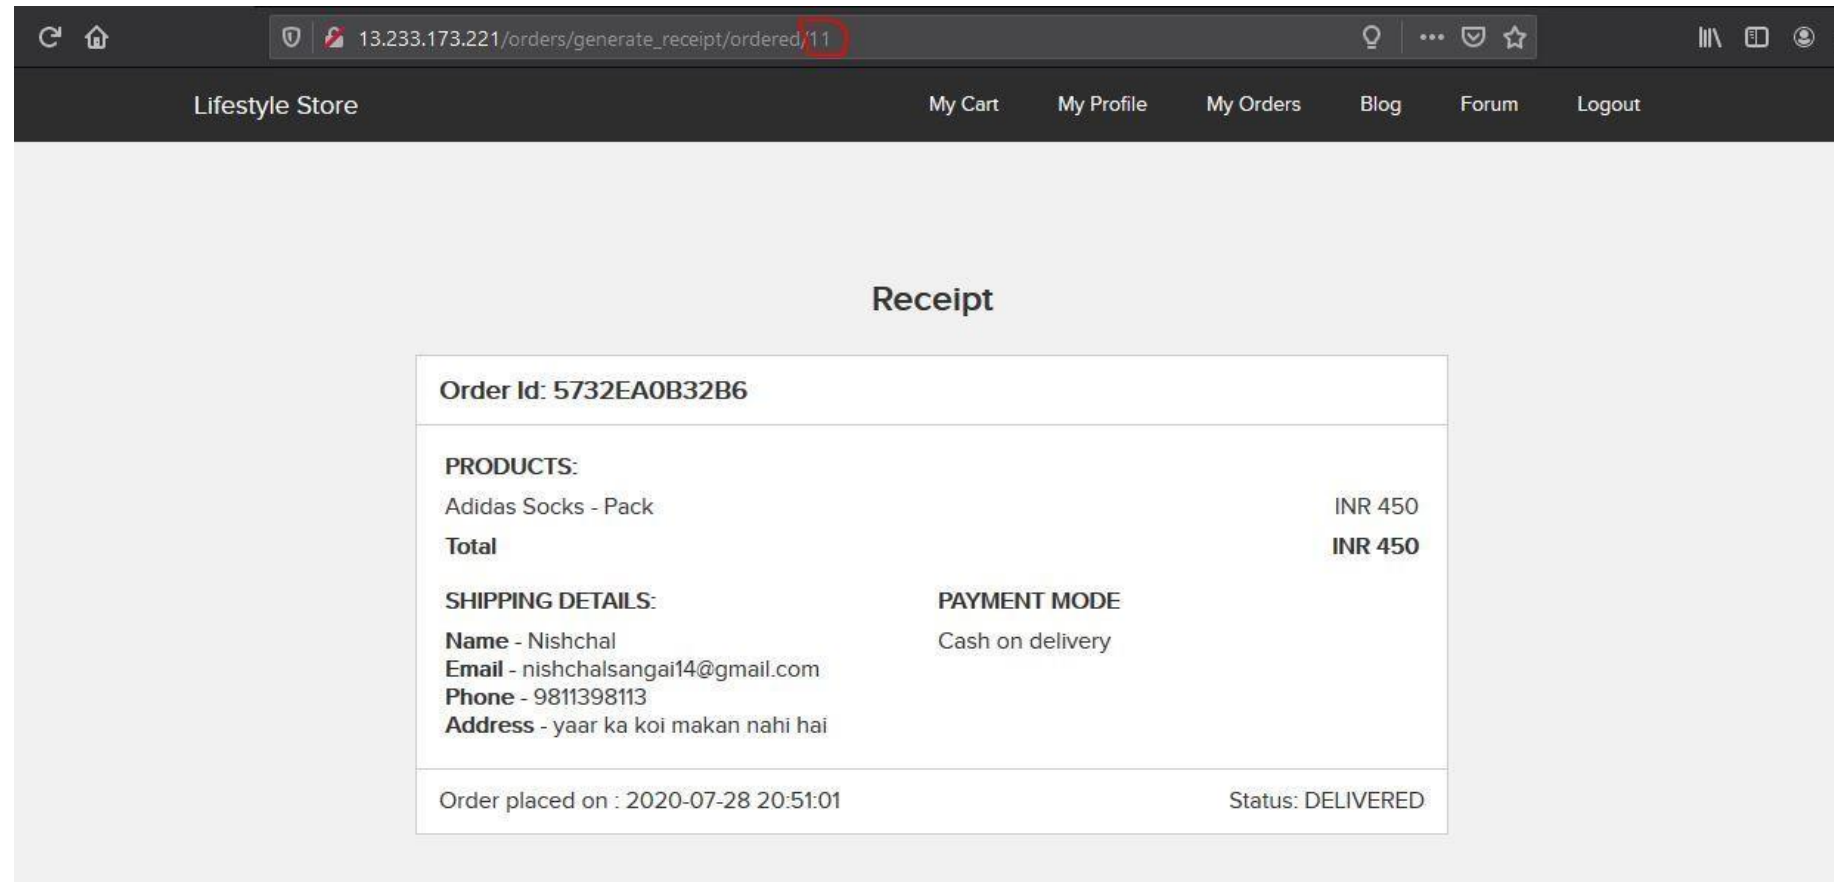 13.233.173.221/orders/generate_receipt/ordered/11
Lifestyle Store My Cart My Profile My Orders Blog Forum Logout
Receipt
Order Id: 5732EA0B32B6
PRODUCTS:
Adidas Socks - Pack INR 450
Total INR 450
SHIPPING DETAILS: PAYMENT MODE
Name - Nishchal Cash on delivery
Email - nishchalsangai14@gmail.com
Phone - 9811398113
Address - yaar ka koi makan nahi hai
Order placed on : 2020-07-28 20:51:01 Status: DELIVERED